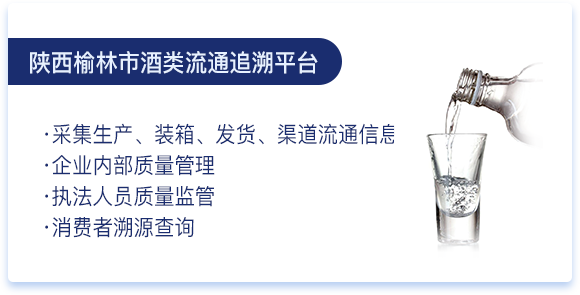 陕西榆林市酒类流通追溯平台
·采集生产、装箱、发货、渠道流通信息
·企业内部质量管理
·执法人员质量监管
·消费者溯源查询